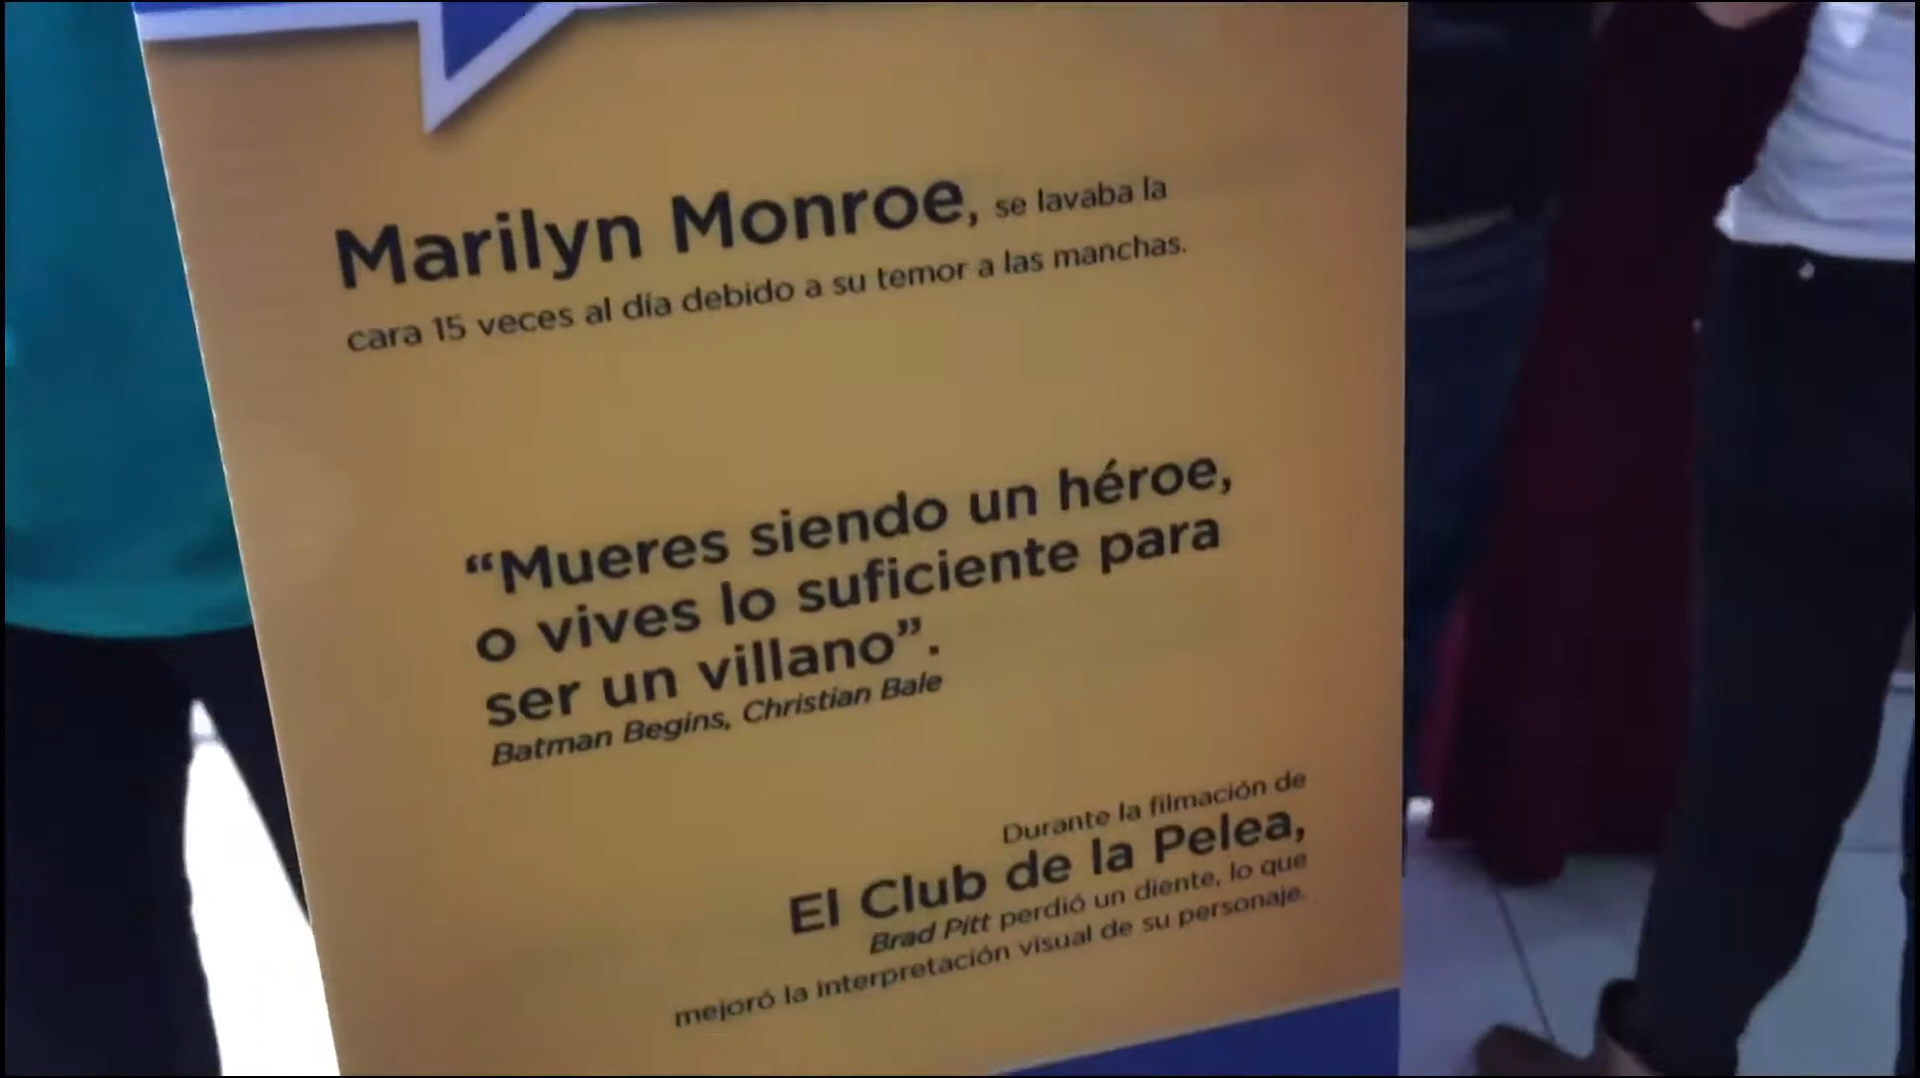 Marilyn Monroe, se lavaba la
cara 15 veces al día debido a su temor a las manchas.
“Mueres siendo un héroe,
o vives lo suficiente para
ser un villano”.
Batman Begins, Christian Bale
Durante la filmación de
El Club de la Pelea,
Brad Pitt perdió un diente, lo que
mejoró la interpretación visual de su personaje.